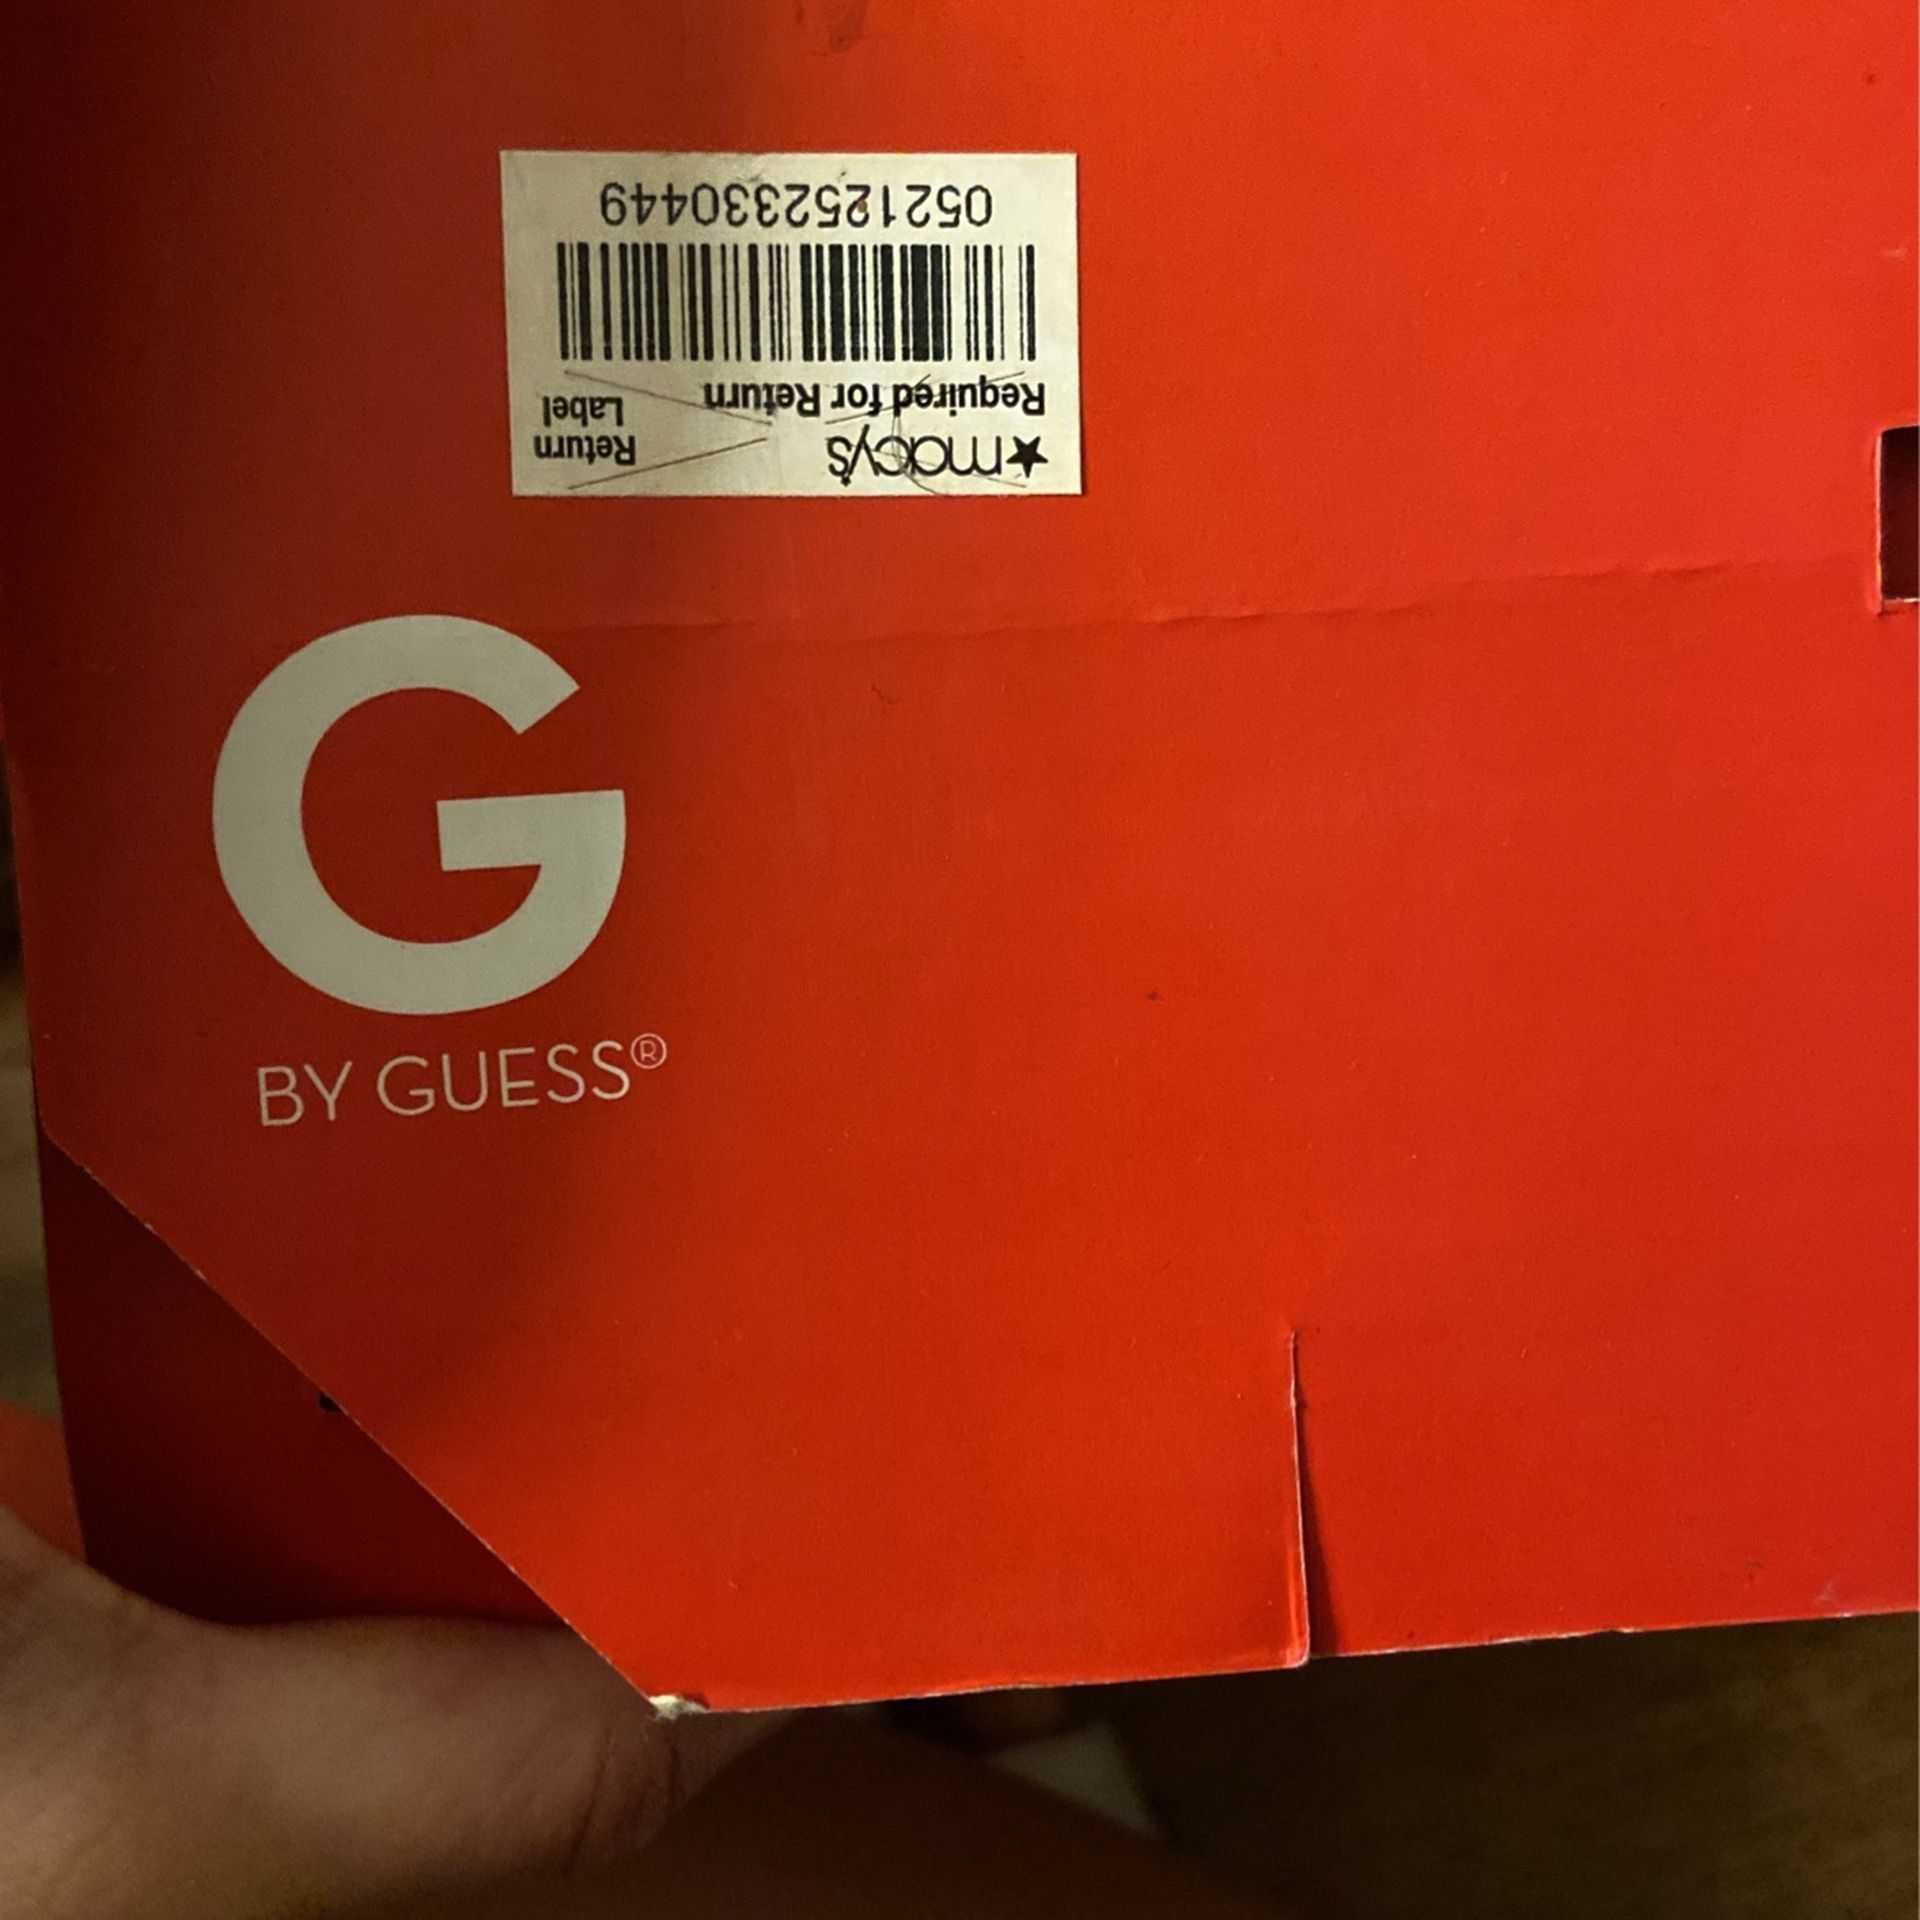 ★macy's
Return
Label
Required for Return
0521252330449
G
BY GUESS®